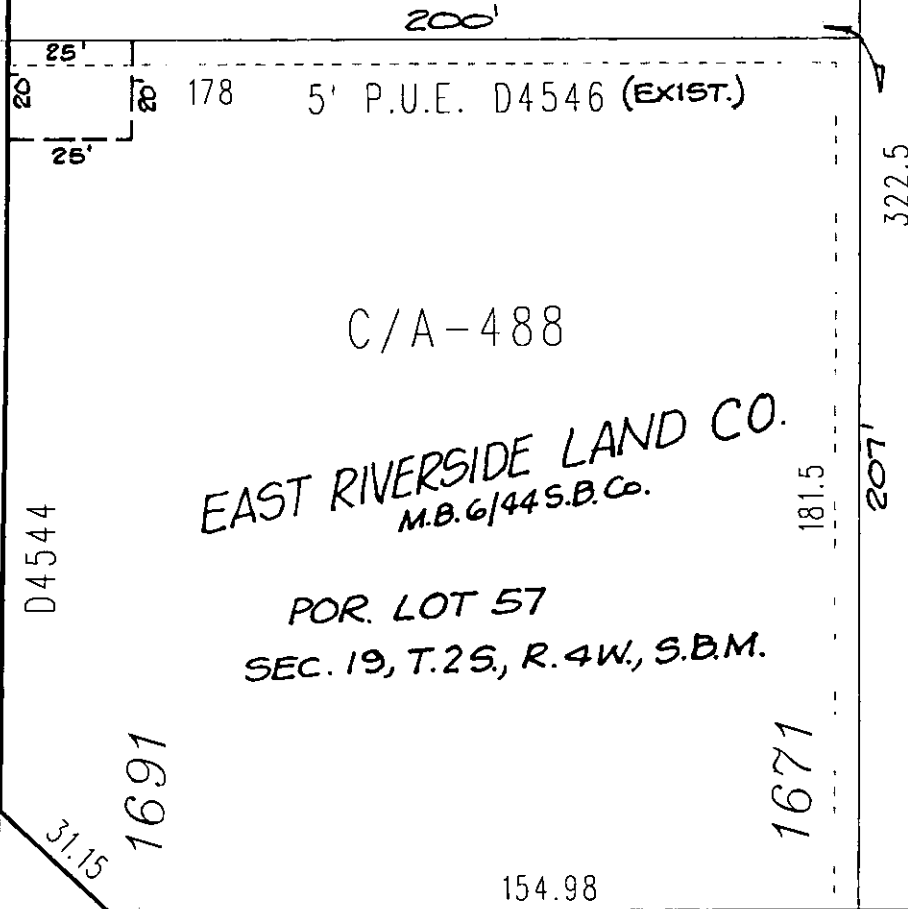 200'
25'
20'
20'
178
5' P.U.E. D4546 (EXIST.)
25'
322.5
C/A-488
EAST RIVERSIDE LAND CO.
M.B. 6/44 S.B. Co.
207'
181.5
D4544
POR. LOT 57
SEC. 19, T.2S., R.4W., S.B.M.
1691
1671
31.15
154.98